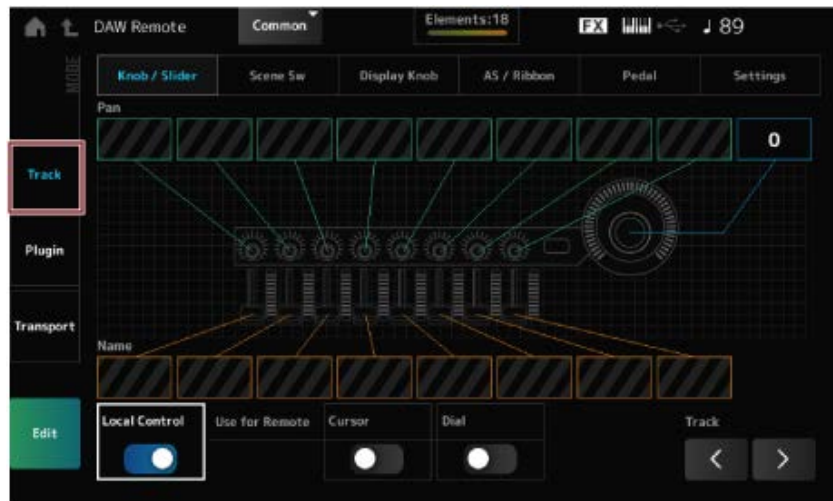 DAW Remote
Common
Elements:18
FX
♩ 89
MODE
Knob / Slider
Scene Sw
Display Knob
AS / Ribbon
Pedal
Settings
Pan
0
Track
Plugin
Transport
Name
Edit
Local Control
Use for Remote
Cursor
Dial
Track